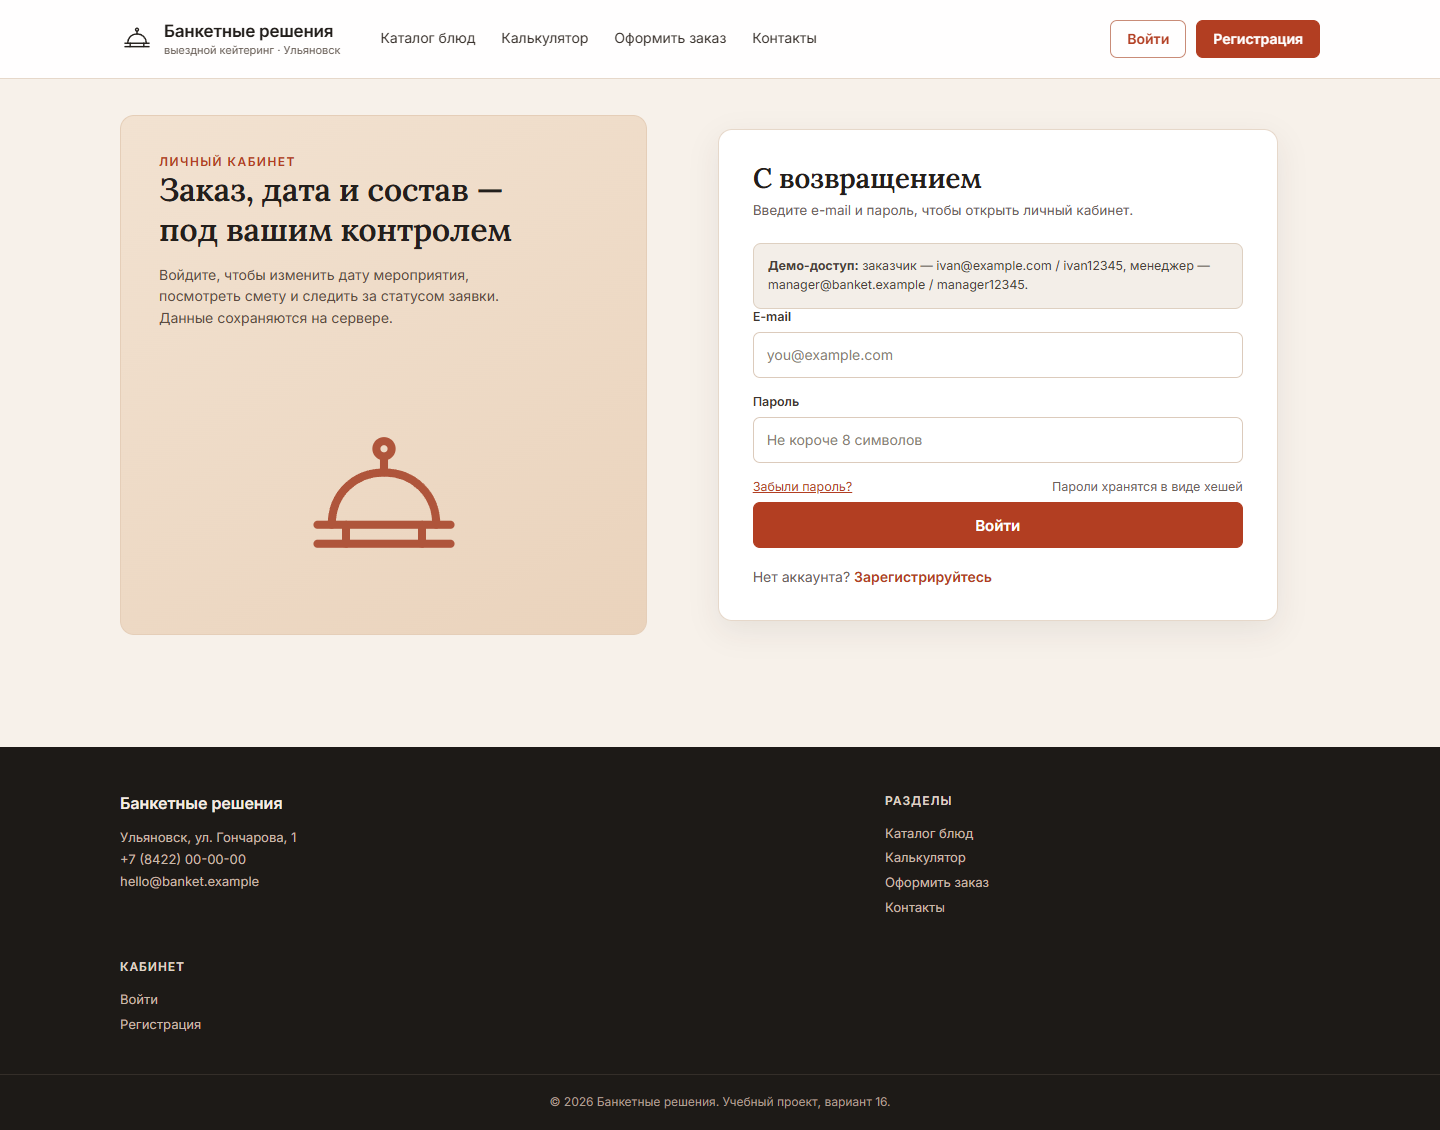 Банкетные решения
выездной кейтеринг · Ульяновск
Каталог блюд
Калькулятор
Оформить заказ
Контакты
Войти
Регистрация
ЛИЧНЫЙ КАБИНЕТ
Заказ, дата и состав —
под вашим контролем
Войдите, чтобы изменить дату мероприятия,
посмотреть смету и следить за статусом заявки.
Данные сохраняются на сервере.
С возвращением
Введите e-mail и пароль, чтобы открыть личный кабинет.
Демо-доступ: заказчик — ivan@example.com / ivan12345, менеджер —
manager@banket.example / manager12345.
E-mail
you@example.com
Пароль
Не короче 8 символов
Забыли пароль?
Пароли хранятся в виде хешей
Войти
Нет аккаунта? Зарегистрируйтесь
Банкетные решения
Ульяновск, ул. Гончарова, 1
+7 (8422) 00-00-00
hello@banket.example
РАЗДЕЛЫ
Каталог блюд
Калькулятор
Оформить заказ
Контакты
КАБИНЕТ
Войти
Регистрация
© 2026 Банкетные решения. Учебный проект, вариант 16.